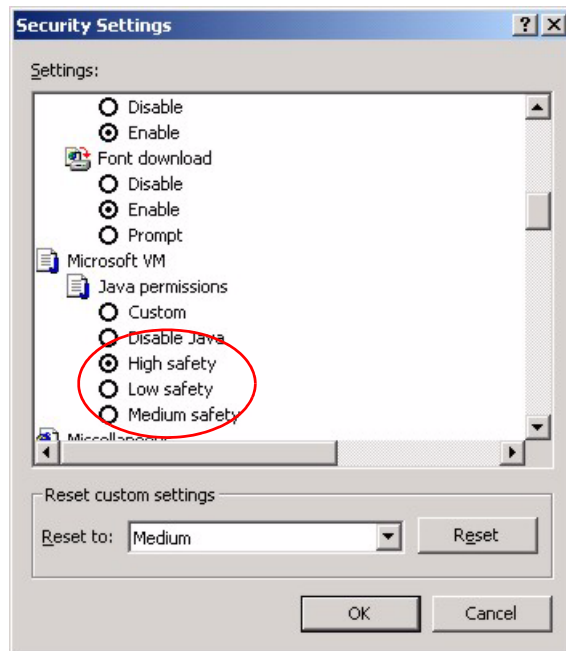 Security Settings
Settings:
Disable
Enable
Font download
Disable
Enable
Prompt
Microsoft VM
Java permissions
Custom
Disable Java
High safety
Low safety
Medium safety
Miscellaneous
Reset custom settings
Reset to: Medium Reset
OK Cancel